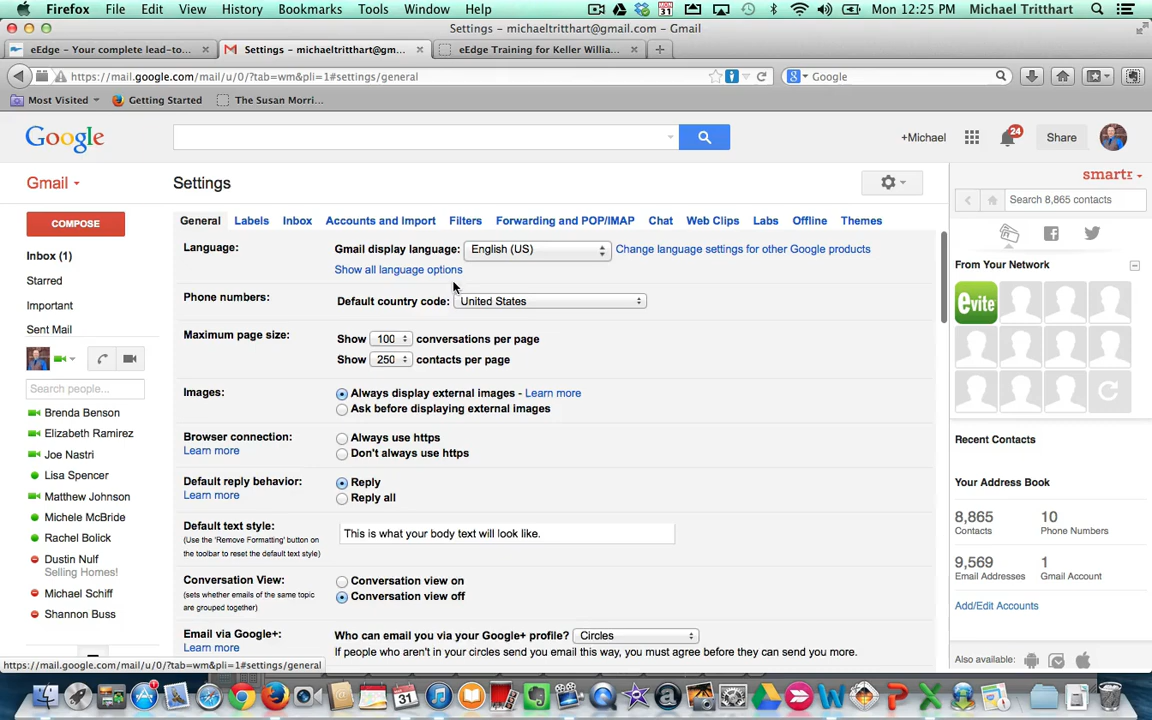 Firefox File Edit View History Bookmarks Tools Window Help
MON 31
Mon 12:25 PM Michael Tritthart
Settings - michaeltritthart@gmail.com - Gmail
eEdge - Your complete lead-to... × Settings - michaeltritthart@gm... × eEdge Training for Keller Willia... × +
https://mail.google.com/mail/u/0/?tab=wm&pli=1#settings/general
Google
Most Visited Getting Started The Susan Morri...
Google
+Michael 24 Share
Gmail Settings
smartr
Search 8,865 contacts
COMPOSE
General Labels Inbox Accounts and Import Filters Forwarding and POP/IMAP Chat Web Clips Labs Offline Themes
Inbox (1)
Starred
Important
Sent Mail
Search people...
Brenda Benson
Elizabeth Ramirez
Joe Nastri
Lisa Spencer
Matthew Johnson
Michele McBride
Rachel Bolick
Dustin Nulf
Selling Homes!
Michael Schiff
Shannon Buss
Language:
Gmail display language: English (US) Change language settings for other Google products
Show all language options
Phone numbers:
Default country code: United States
Maximum page size:
Show 100 conversations per page
Show 250 contacts per page
Images:
Always display external images - Learn more
Ask before displaying external images
Browser connection:
Learn more
Always use https
Don't always use https
Default reply behavior:
Learn more
Reply
Reply all
Default text style:
(Use the 'Remove Formatting' button on
the toolbar to reset the default text style)
This is what your body text will look like.
Conversation View:
(sets whether emails of the same topic
are grouped together)
Conversation view on
Conversation view off
Email via Google+:
Learn more
Who can email you via your Google+ profile? Circles
If people who aren't in your circles send you email this way, you must agree before they can send you more.
From Your Network
evite
Recent Contacts
Your Address Book
8,865 10
Contacts Phone Numbers
9,569 1
Email Addresses Gmail Account
Add/Edit Accounts
Also available:
https://mail.google.com/mail/u/0/?tab=wm&pli=1#settings/general
31